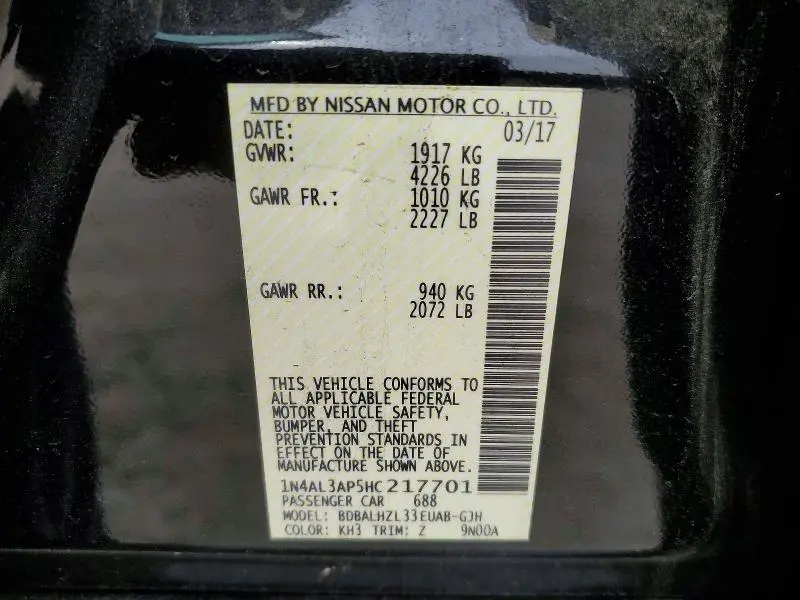 MFD BY NISSAN MOTOR CO., LTD.
DATE: 03/17
GVWR: 1917 KG
4226 LB
GAWR FR.: 1010 KG
2227 LB
GAWR RR.: 940 KG
2072 LB
THIS VEHICLE CONFORMS TO
ALL APPLICABLE FEDERAL
MOTOR VEHICLE SAFETY,
BUMPER, AND THEFT
PREVENTION STANDARDS IN
EFFECT ON THE DATE OF
MANUFACTURE SHOWN ABOVE.
1N4AL3AP5HC217701
PASSENGER CAR 688
MODEL: BDBALHZL33EUAB-GJH
COLOR: KH3 TRIM: Z 9N00A